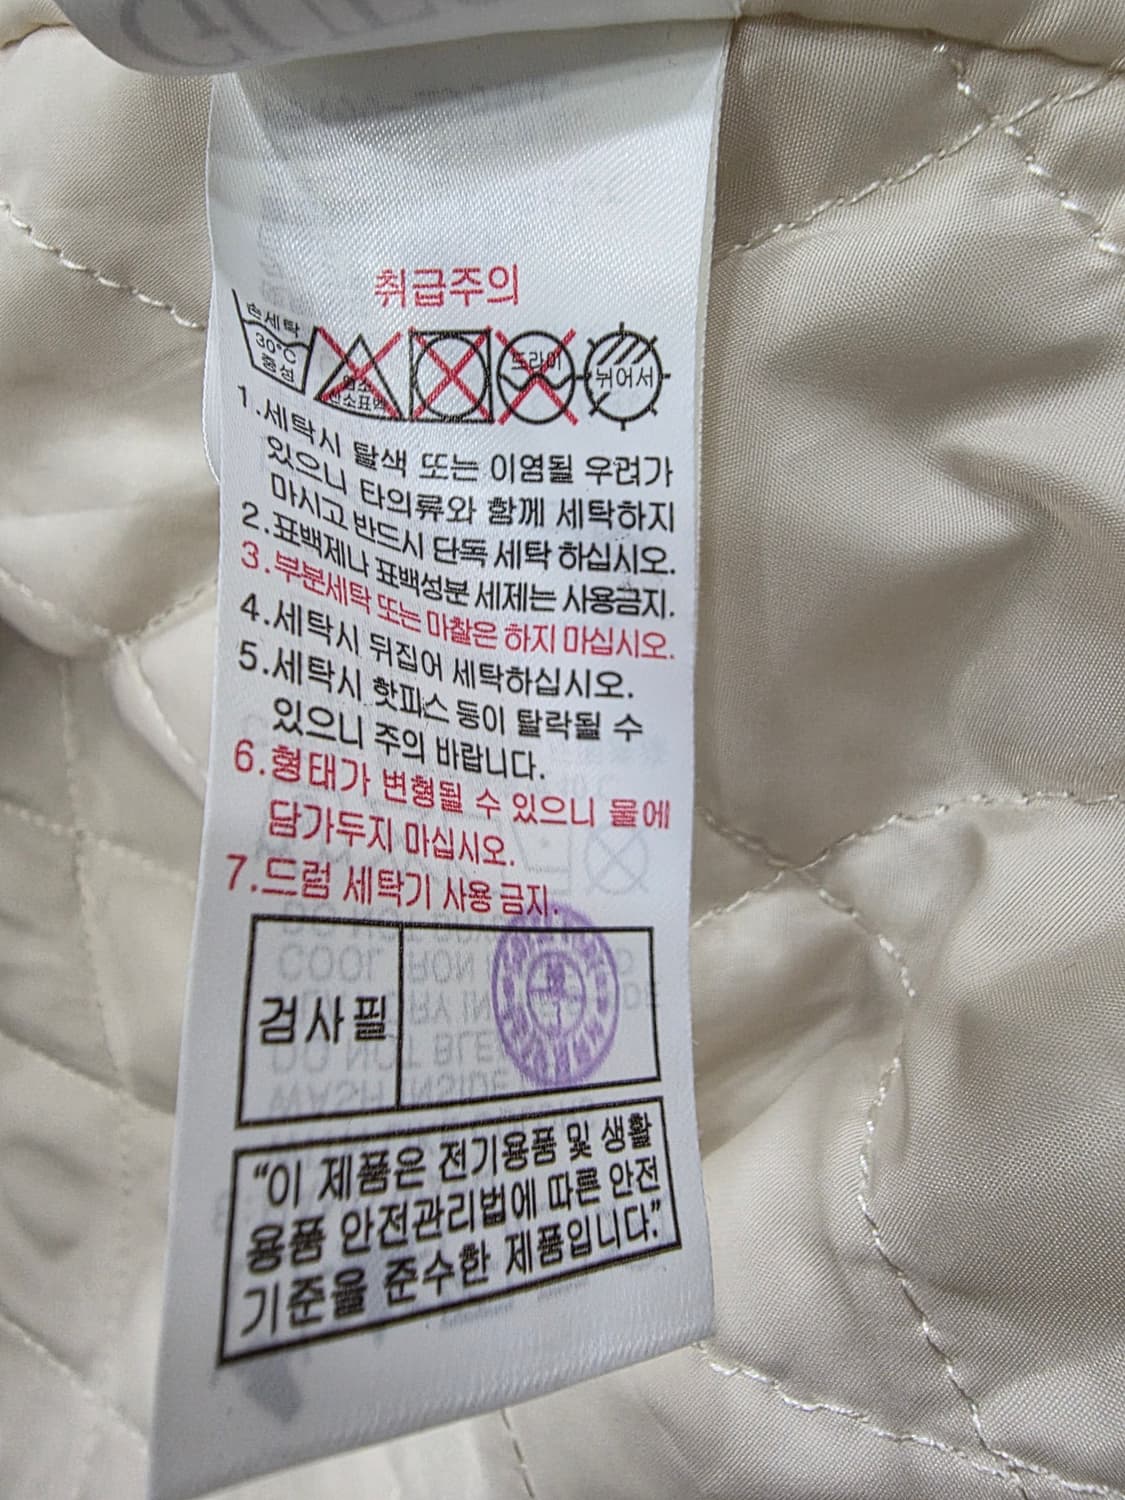 취급주의
손세탁
30°C
중성
드라이
뉘어서
1.세탁시 탈색 또는 이염될 우려가
있으니 타의류와 함께 세탁하지
마시고 반드시 단독 세탁 하십시오.
2.표백제나 표백성분 세제는 사용금지.
3.부분세탁 또는 마찰은 하지 마십시오.
4.세탁시 뒤집어 세탁하십시오.
5.세탁시 핫피스 등이 탈락될 수
있으니 주의 바랍니다.
6.형태가 변형될 수 있으니 물에
담가두지 마십시오.
7.드럼 세탁기 사용 금지.
검사필
“이 제품은 전기용품 및 생활
용품 안전관리법에 따른 안전
기준을 준수한 제품입니다.”